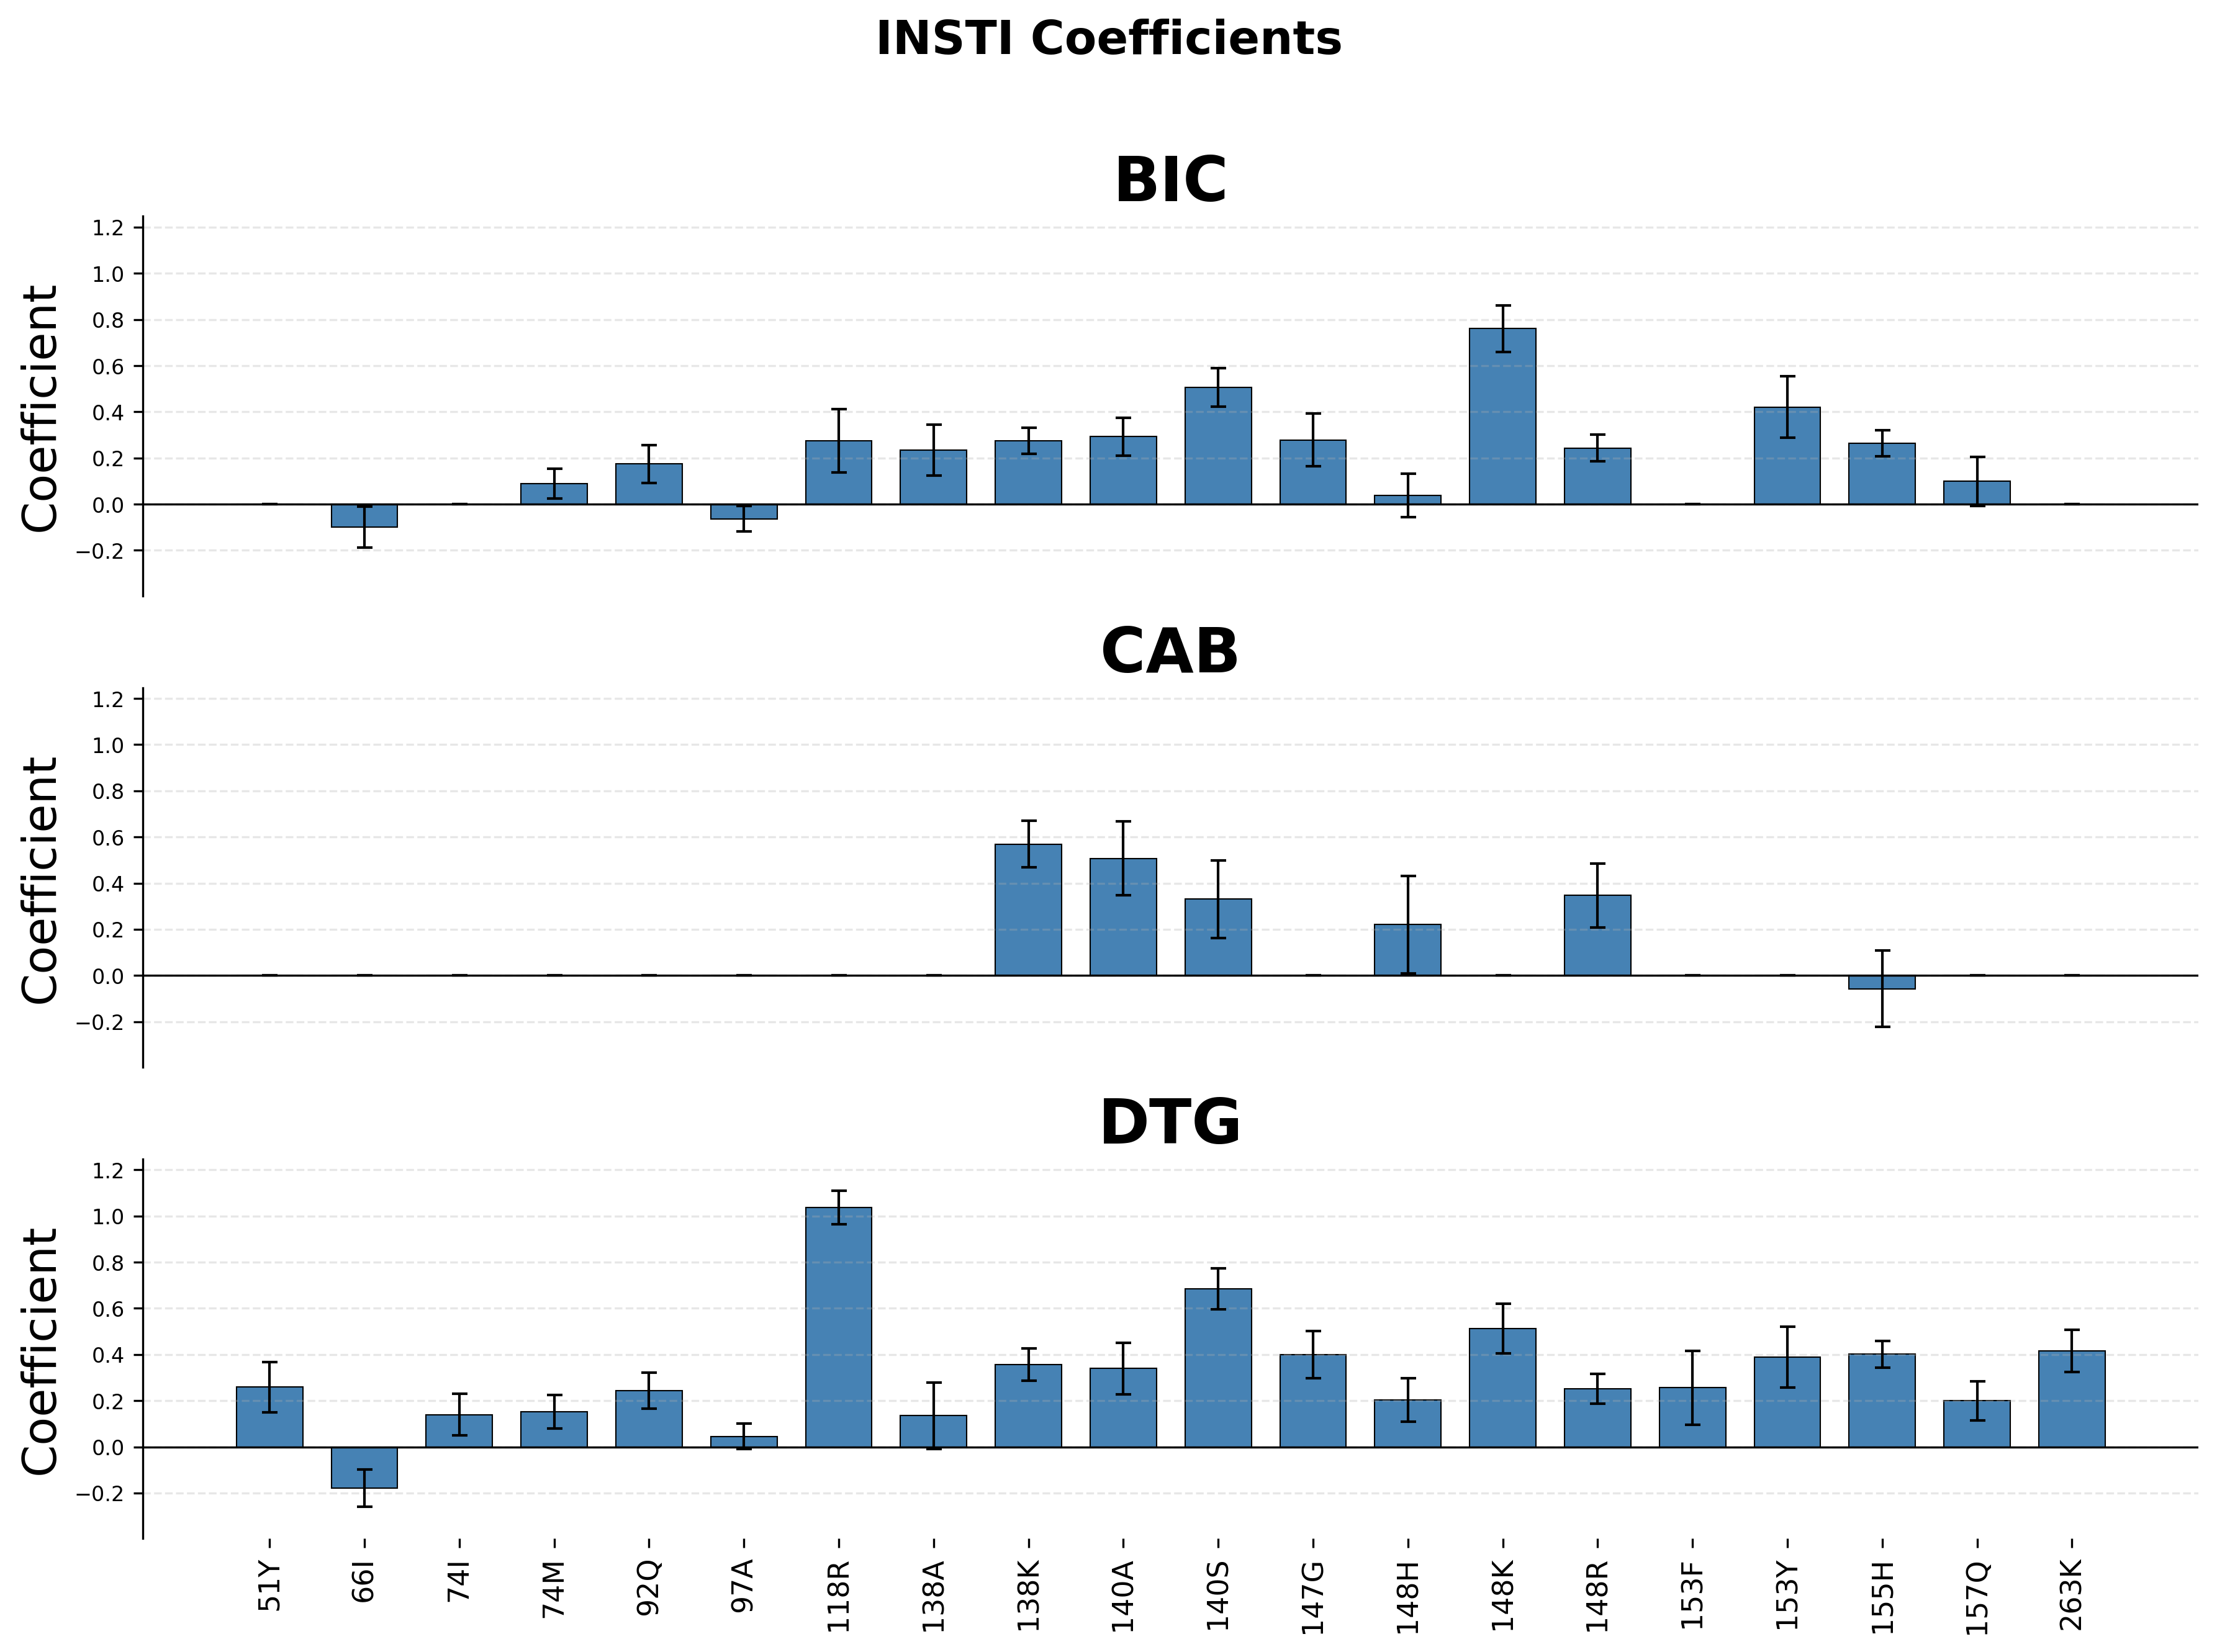 INSTI Coefficients
BIC
Coefficient
1.2
1.0
0.8
0.6
0.4
0.2
0.0
−0.2
CAB
Coefficient
1.2
1.0
0.8
0.6
0.4
0.2
0.0
−0.2
DTG
Coefficient
1.2
1.0
0.8
0.6
0.4
0.2
0.0
−0.2
51Y
66I
74I
74M
92Q
97A
118R
138A
138K
140A
140S
147G
148H
148K
148R
153F
153Y
155H
157Q
263K